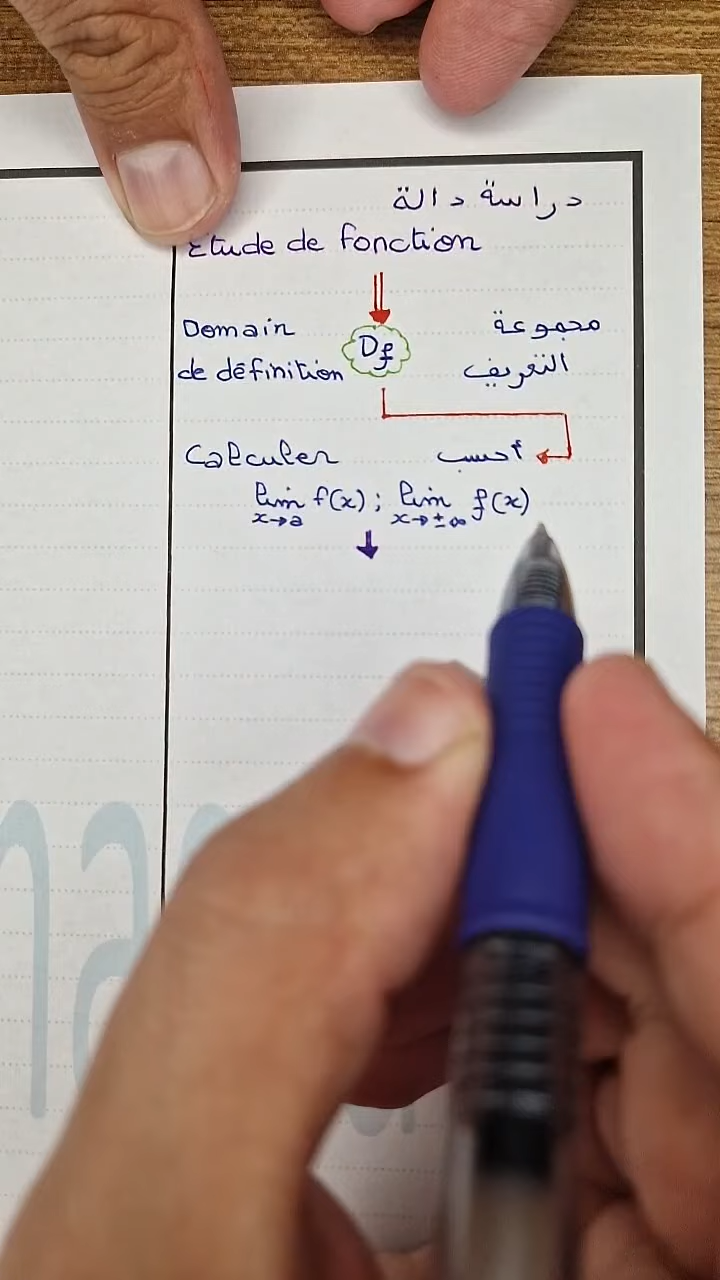 دراسة دالة
Etude de fonction
Domain Df مجموعة
de définition التعريف
Calculer أحسب
lim f(x) ; lim f(x)
x→a x→±∞